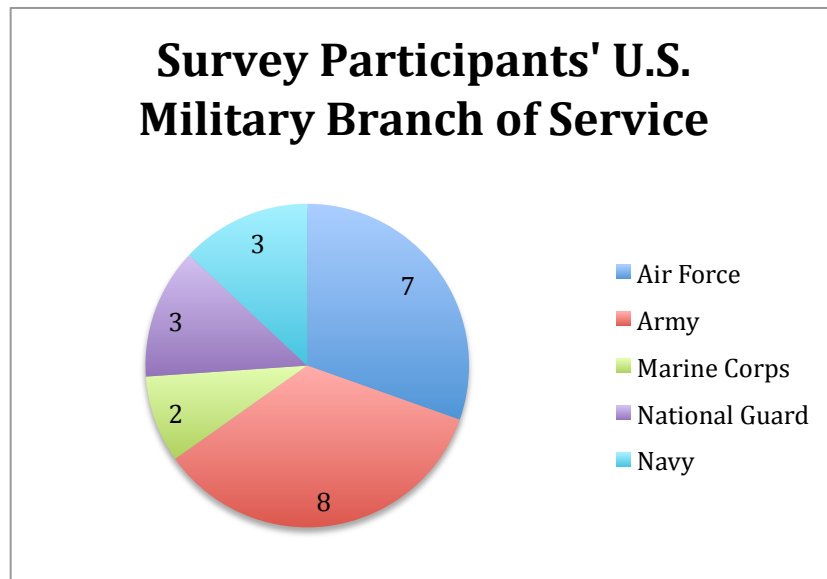 Survey Participants' U.S.
Military Branch of Service
3
7
3
2
8
Air Force
Army
Marine Corps
National Guard
Navy